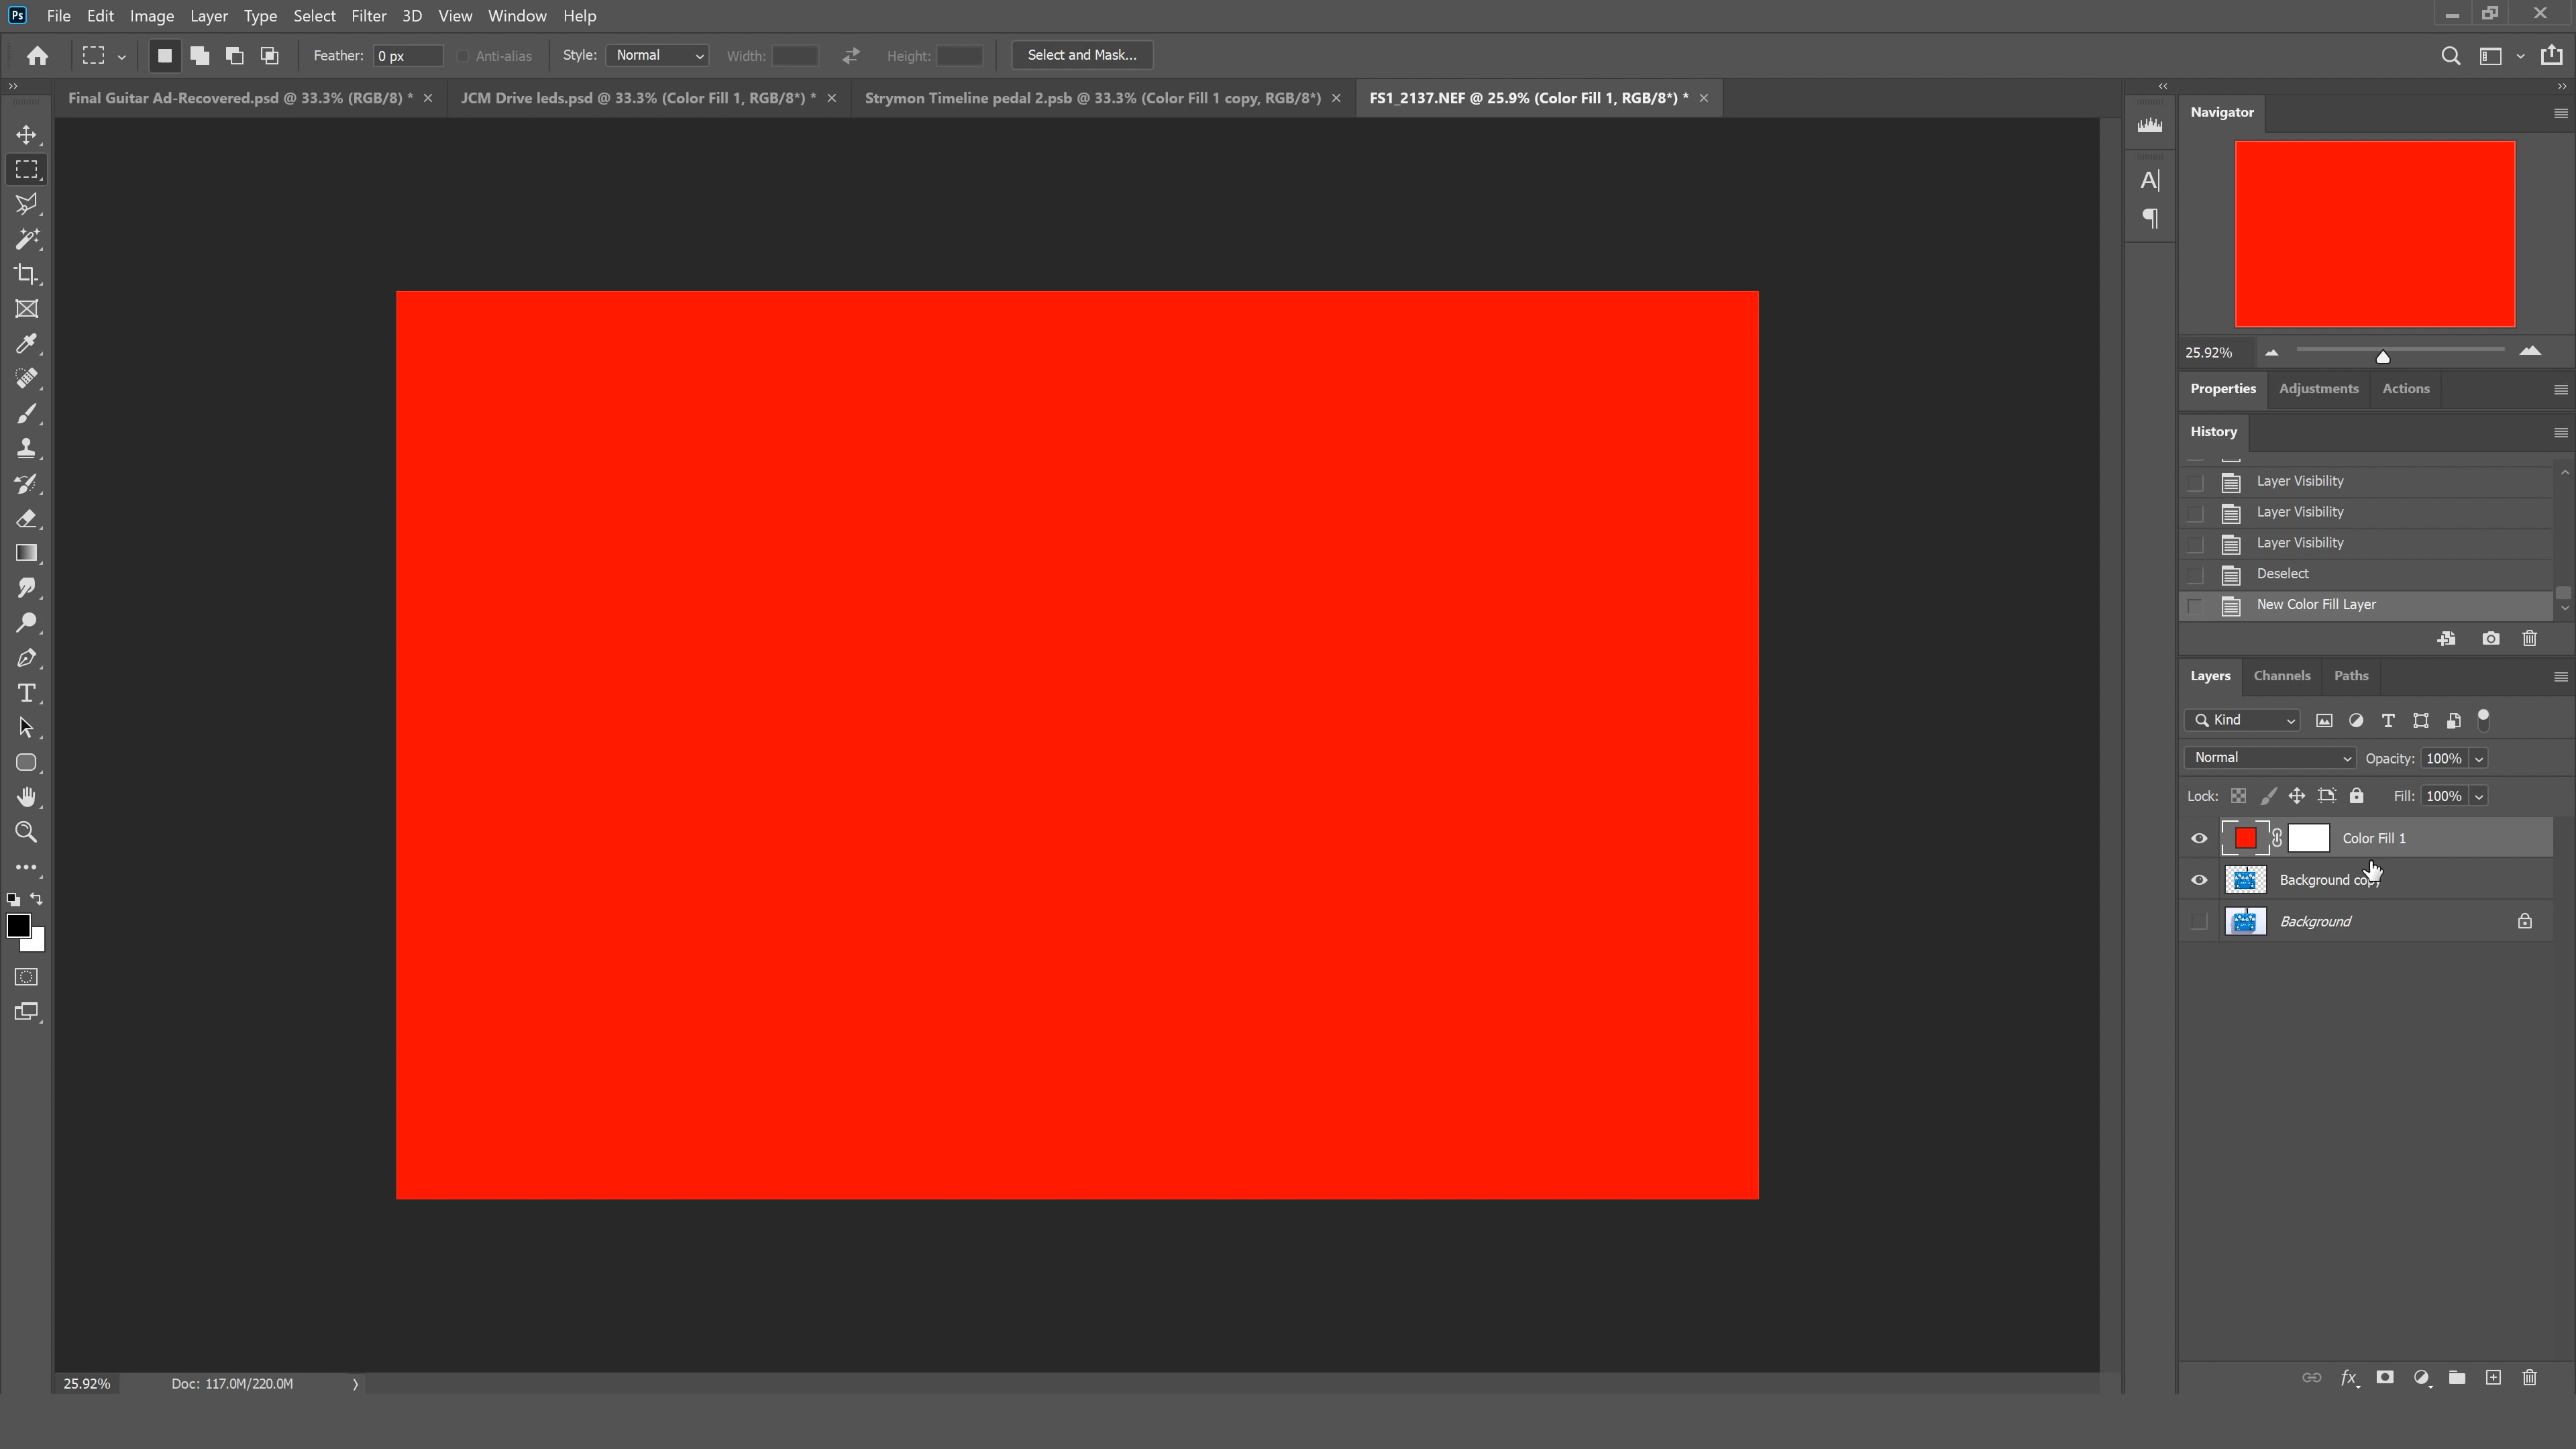 Ps File Edit Image Layer Type Select Filter 3D View Window Help
Feather: 0 px Anti-alias Style: Normal Width: Height: Select and Mask...
Final Guitar Ad-Recovered.psd @ 33.3% (RGB/8) * × JCM Drive leds.psd @ 33.3% (Color Fill 1, RGB/8*) * × Strymon Timeline pedal 2.psb @ 33.3% (Color Fill 1 copy, RGB/8*) × FS1_2137.NEF @ 25.9% (Color Fill 1, RGB/8*) * ×
Navigator
25.92%
Properties Adjustments Actions
History
Layer Visibility
Layer Visibility
Layer Visibility
Deselect
New Color Fill Layer
Layers Channels Paths
Kind
Normal Opacity: 100%
Lock: Fill: 100%
Color Fill 1
Background copy
Background
fx
25.92% Doc: 117.0M/220.0M